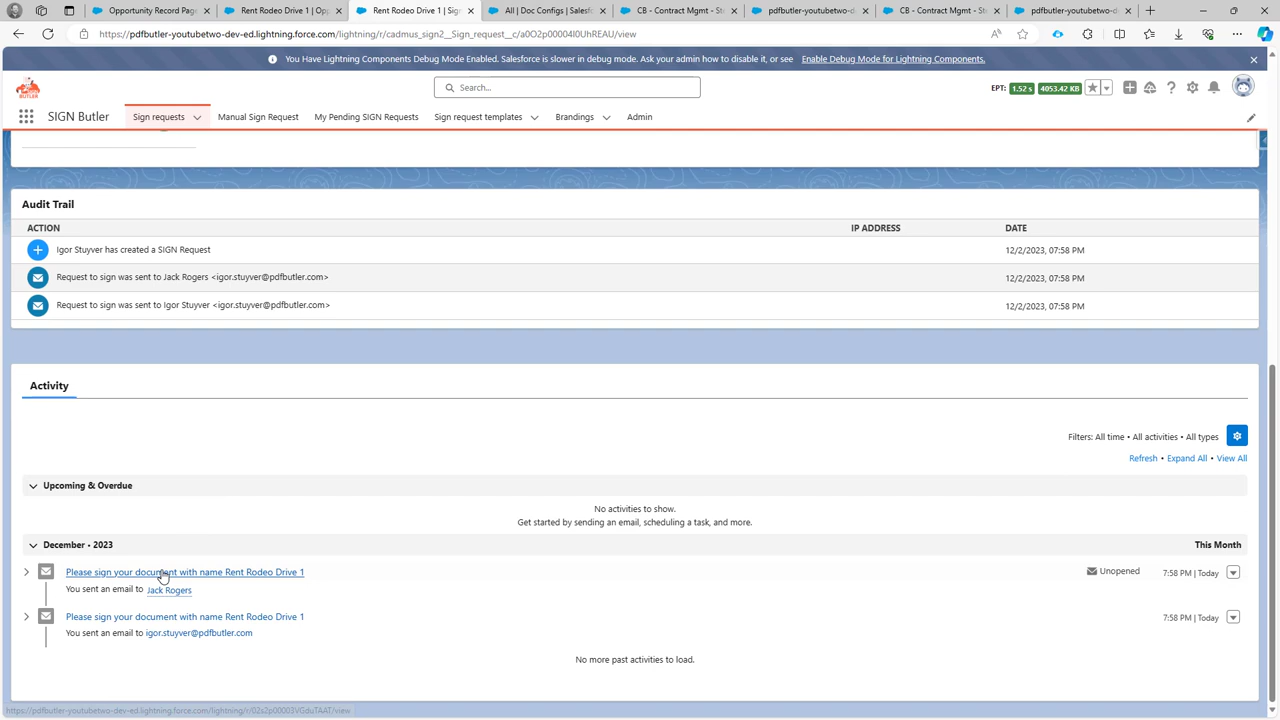 Opportunity Record Page
Rent Rodeo Drive 1 | Opp
Rent Rodeo Drive 1 | Sign
All | Doc Configs | Salesfo
CB - Contract Mgmt - Sto
pdfbutler-youtubetwo-do
CB - Contract Mgmt - Sto
pdfbutler-youtubetwo-do
https://pdfbutler-youtubetwo-dev-ed.lightning.force.com/lightning/r/cadmus_sign2__Sign_request__c/a0O2p00004I0UhREAU/view
You Have Lightning Components Debug Mode Enabled. Salesforce is slower in debug mode. Ask your admin how to disable it, or see Enable Debug Mode for Lightning Components.
BUTLER
Search...
EPT: 1.52 s 4053.42 KB
SIGN Butler
Sign requests
Manual Sign Request
My Pending SIGN Requests
Sign request templates
Brandings
Admin
Audit Trail
ACTION IP ADDRESS DATE
Igor Stuyver has created a SIGN Request 12/2/2023, 07:58 PM
Request to sign was sent to Jack Rogers <igor.stuyver@pdfbutler.com> 12/2/2023, 07:58 PM
Request to sign was sent to Igor Stuyver <igor.stuyver@pdfbutler.com> 12/2/2023, 07:58 PM
Activity
Filters: All time • All activities • All types
Refresh • Expand All • View All
Upcoming & Overdue
No activities to show.
Get started by sending an email, scheduling a task, and more.
December • 2023 This Month
Please sign your document with name Rent Rodeo Drive 1 Unopened 7:58 PM | Today
You sent an email to Jack Rogers
Please sign your document with name Rent Rodeo Drive 1 7:58 PM | Today
You sent an email to igor.stuyver@pdfbutler.com
No more past activities to load.
https://pdfbutler-youtubetwo-dev-ed.lightning.force.com/lightning/r/02s2p00003VGduTAAT/view